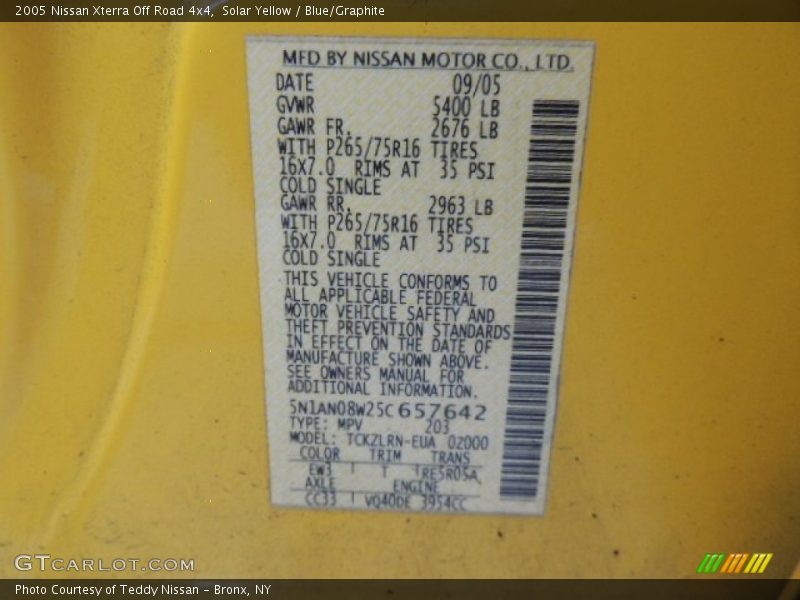 2005 Nissan Xterra Off Road 4x4, Solar Yellow / Blue/Graphite
MFD BY NISSAN MOTOR CO., LTD.
DATE 09/05
GVWR 5400 LB
GAWR FR. 2676 LB
WITH P265/75R16 TIRES
16X7.0 RIMS AT 35 PSI
COLD SINGLE
GAWR RR. 2963 LB
WITH P265/75R16 TIRES
16X7.0 RIMS AT 35 PSI
COLD SINGLE
THIS VEHICLE CONFORMS TO
ALL APPLICABLE FEDERAL
MOTOR VEHICLE SAFETY AND
THEFT PREVENTION STANDARDS
IN EFFECT ON THE DATE OF
MANUFACTURE SHOWN ABOVE.
SEE OWNERS MANUAL FOR
ADDITIONAL INFORMATION.
5N1AN08W25C657642
TYPE: MPV 203
MODEL: TCKZLRN-EUA 02000
COLOR TRIM TRANS
EW3 T RE5R05A
AXLE ENGINE
CC33 VQ40DE 3954CC
GTCARLOT.COM
Photo Courtesy of Teddy Nissan – Bronx, NY